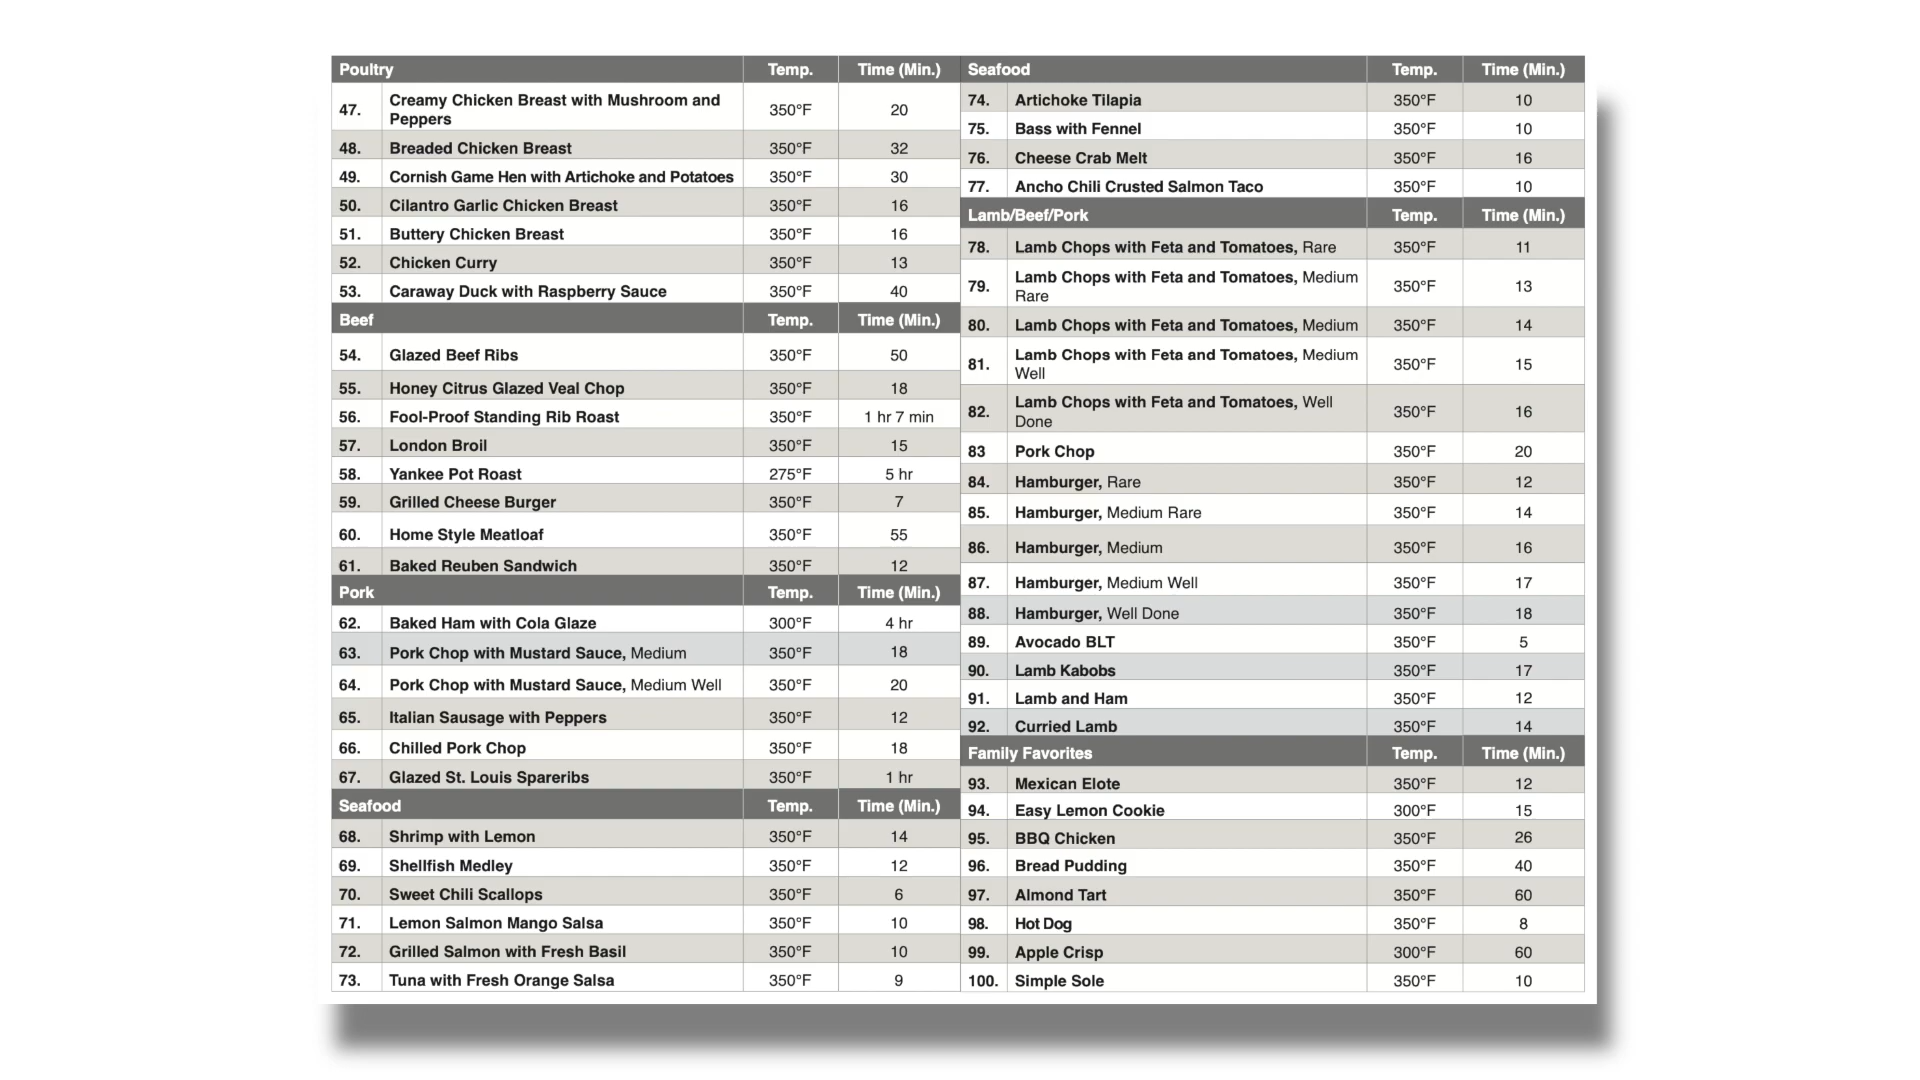 Poultry Temp. Time (Min.)
47. Creamy Chicken Breast with Mushroom and
Peppers 350°F 20
48. Breaded Chicken Breast 350°F 32
49. Cornish Game Hen with Artichoke and Potatoes 350°F 30
50. Cilantro Garlic Chicken Breast 350°F 16
51. Buttery Chicken Breast 350°F 16
52. Chicken Curry 350°F 13
53. Caraway Duck with Raspberry Sauce 350°F 40
Beef Temp. Time (Min.)
54. Glazed Beef Ribs 350°F 50
55. Honey Citrus Glazed Veal Chop 350°F 18
56. Fool-Proof Standing Rib Roast 350°F 1 hr 7 min
57. London Broil 350°F 15
58. Yankee Pot Roast 275°F 5 hr
59. Grilled Cheese Burger 350°F 7
60. Home Style Meatloaf 350°F 55
61. Baked Reuben Sandwich 350°F 12
Pork Temp. Time (Min.)
62. Baked Ham with Cola Glaze 300°F 4 hr
63. Pork Chop with Mustard Sauce, Medium 350°F 18
64. Pork Chop with Mustard Sauce, Medium Well 350°F 20
65. Italian Sausage with Peppers 350°F 12
66. Chilled Pork Chop 350°F 18
67. Glazed St. Louis Spareribs 350°F 1 hr
Seafood Temp. Time (Min.)
68. Shrimp with Lemon 350°F 14
69. Shellfish Medley 350°F 12
70. Sweet Chili Scallops 350°F 6
71. Lemon Salmon Mango Salsa 350°F 10
72. Grilled Salmon with Fresh Basil 350°F 10
73. Tuna with Fresh Orange Salsa 350°F 9
Seafood Temp. Time (Min.)
74. Artichoke Tilapia 350°F 10
75. Bass with Fennel 350°F 10
76. Cheese Crab Melt 350°F 16
77. Ancho Chili Crusted Salmon Taco 350°F 10
Lamb/Beef/Pork Temp. Time (Min.)
78. Lamb Chops with Feta and Tomatoes, Rare 350°F 11
79. Lamb Chops with Feta and Tomatoes, Medium
Rare 350°F 13
80. Lamb Chops with Feta and Tomatoes, Medium 350°F 14
81. Lamb Chops with Feta and Tomatoes, Medium
Well 350°F 15
82. Lamb Chops with Feta and Tomatoes, Well
Done 350°F 16
83 Pork Chop 350°F 20
84. Hamburger, Rare 350°F 12
85. Hamburger, Medium Rare 350°F 14
86. Hamburger, Medium 350°F 16
87. Hamburger, Medium Well 350°F 17
88. Hamburger, Well Done 350°F 18
89. Avocado BLT 350°F 5
90. Lamb Kabobs 350°F 17
91. Lamb and Ham 350°F 12
92. Curried Lamb 350°F 14
Family Favorites Temp. Time (Min.)
93. Mexican Elote 350°F 12
94. Easy Lemon Cookie 300°F 15
95. BBQ Chicken 350°F 26
96. Bread Pudding 350°F 40
97. Almond Tart 350°F 60
98. Hot Dog 350°F 8
99. Apple Crisp 300°F 60
100. Simple Sole 350°F 10